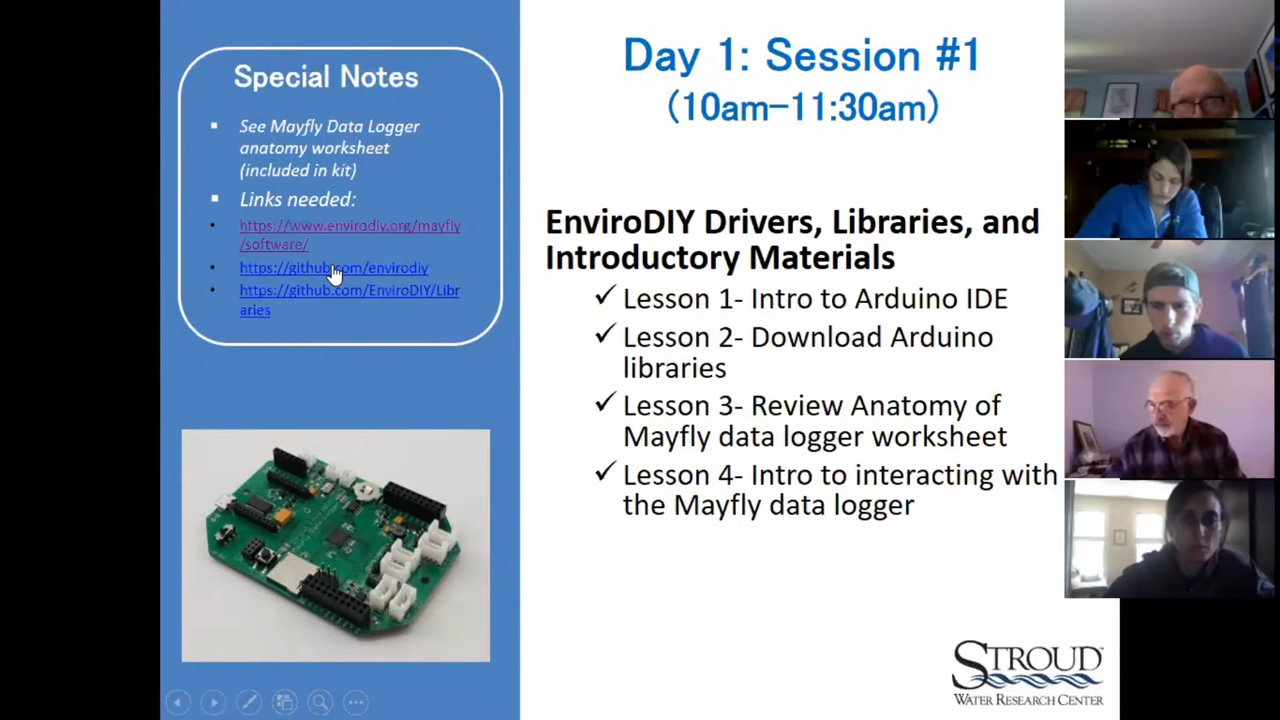 Special Notes
See Mayfly Data Logger
anatomy worksheet
(included in kit)
Links needed:
https://www.envirodiy.org/mayfly
/software/
https://github.com/envirodiy
https://github.com/EnviroDIY/Libr
aries
Day 1: Session #1
(10am-11:30am)
EnviroDIY Drivers, Libraries, and
Introductory Materials
Lesson 1- Intro to Arduino IDE
Lesson 2- Download Arduino
libraries
Lesson 3- Review Anatomy of
Mayfly data logger worksheet
Lesson 4- Intro to interacting with
the Mayfly data logger
STROUD
WATER RESEARCH CENTER